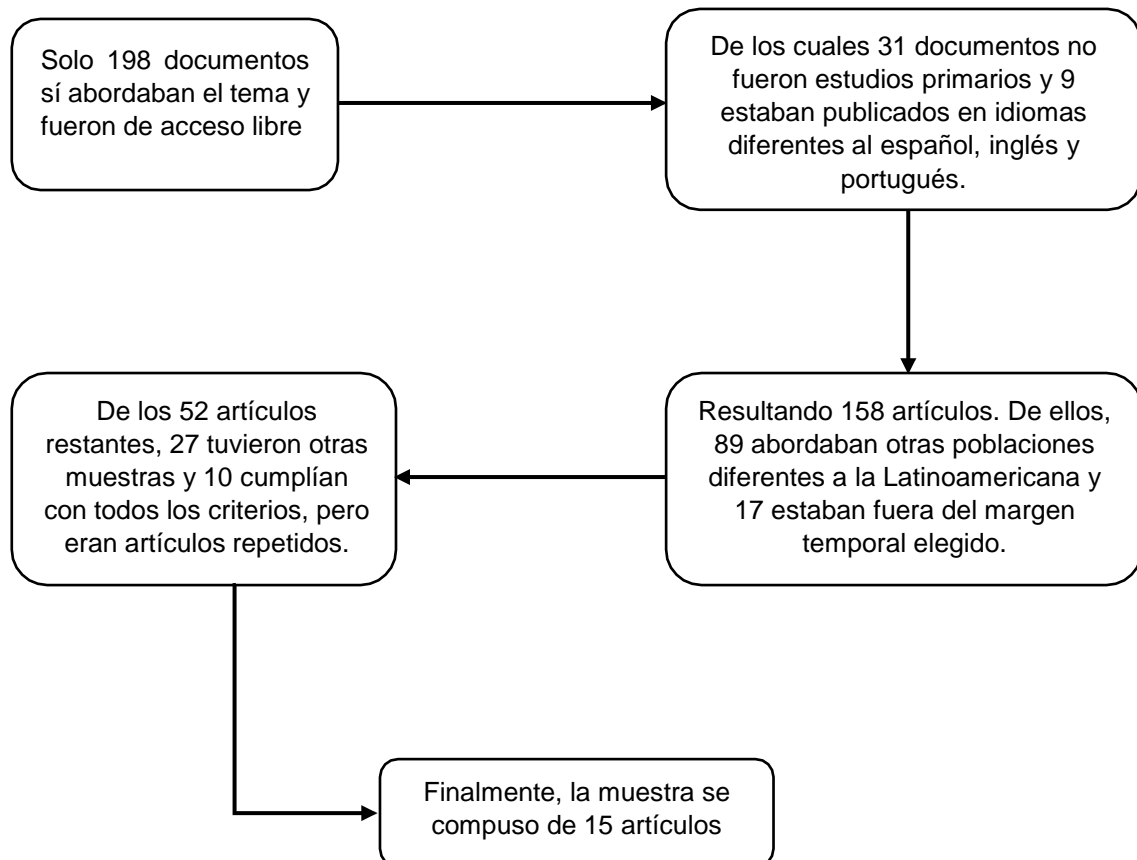 Solo 198 documentos
sí abordaban el tema y
fueron de acceso libre
De los cuales 31 documentos no
fueron estudios primarios y 9
estaban publicados en idiomas
diferentes al español, inglés y
portugués.
Resultando 158 artículos. De ellos,
89 abordaban otras poblaciones
diferentes a la Latinoamericana y
17 estaban fuera del margen
temporal elegido.
De los 52 artículos
restantes, 27 tuvieron otras
muestras y 10 cumplían
con todos los criterios, pero
eran artículos repetidos.
Finalmente, la muestra se
compuso de 15 artículos